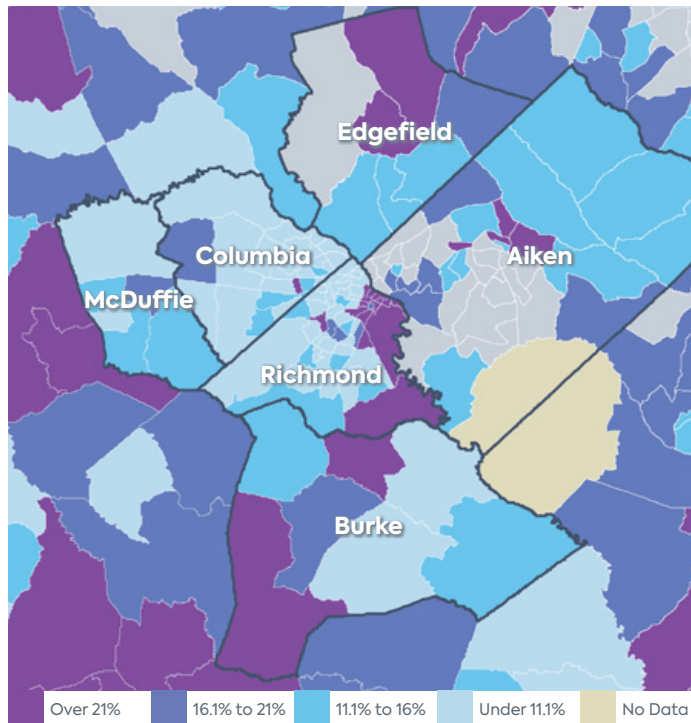 Edgefield
Columbia
Aiken
McDuffie
Richmond
Burke
Over 21%
16.1% to 21%
11.1% to 16%
Under 11.1%
No Data